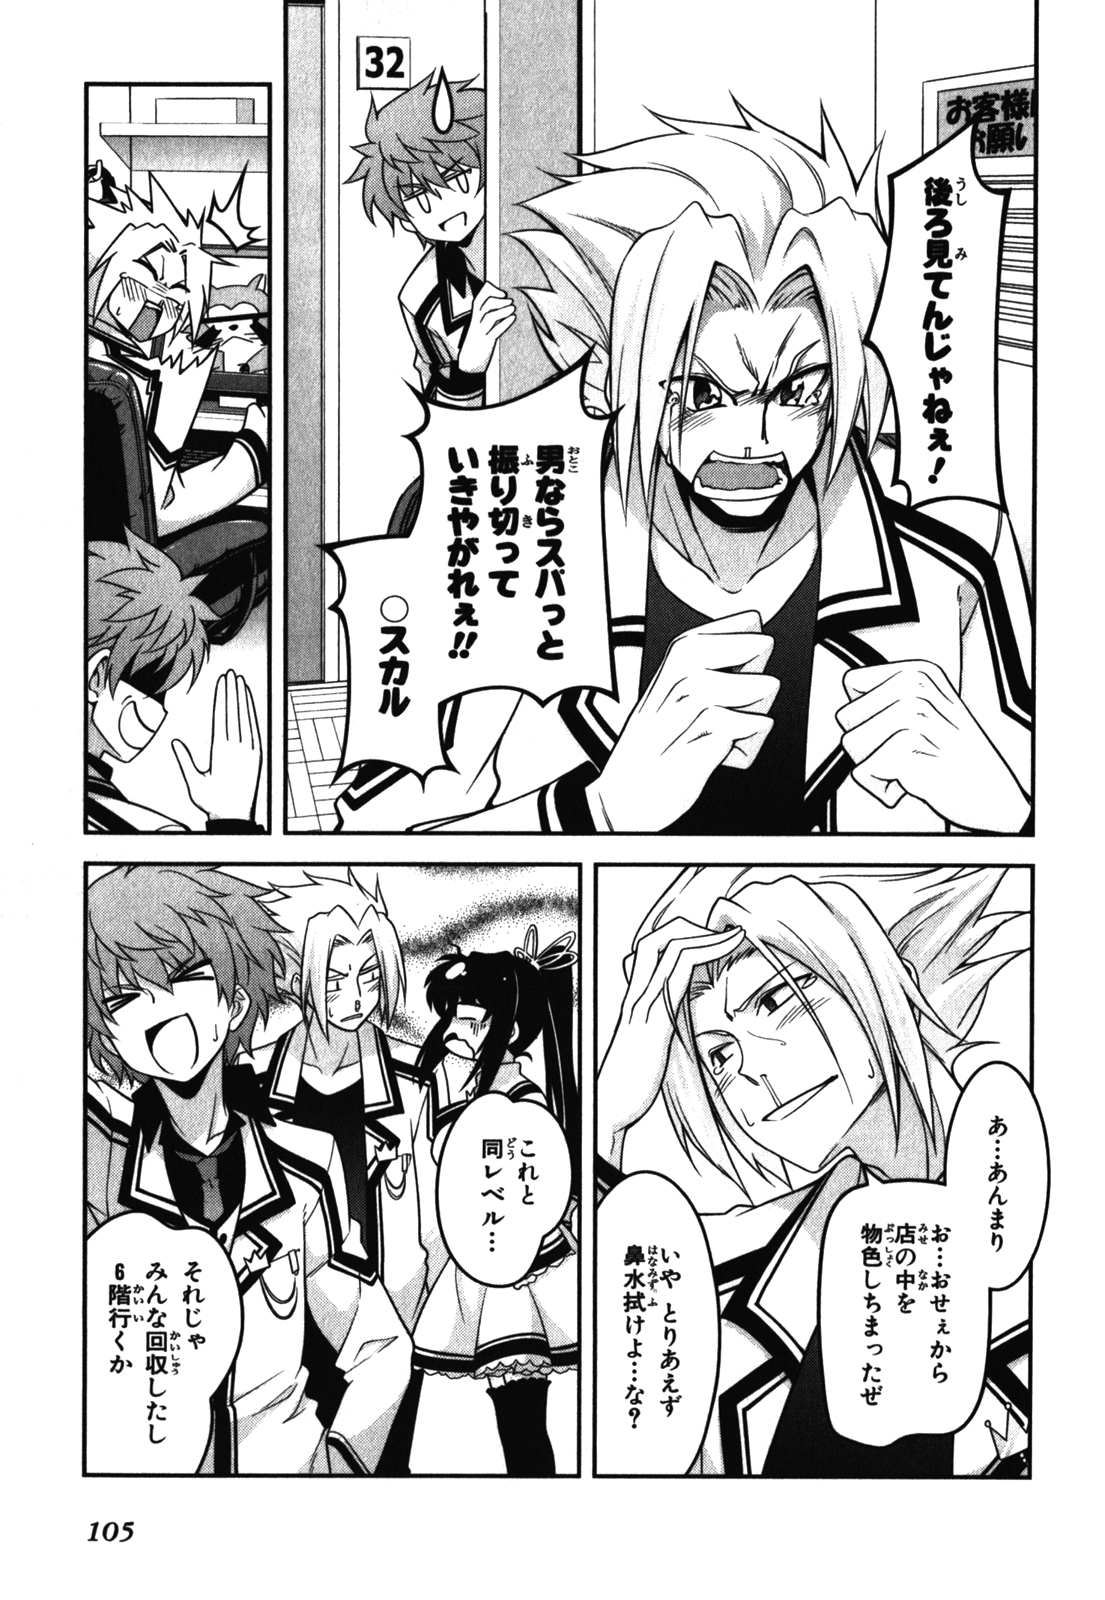 32
お客様に
お願い
後ろ見てんじゃねぇ!
男ならスパっと
振り切って
いきやがれぇ!!
○スカル
あ…あんまり
お…おせぇから
店の中を
物色しちまったぜ
いや とりあえず
鼻水拭けよ…な?
これと
同レベル…
それじゃ
みんな回収したし
6階行くか
105